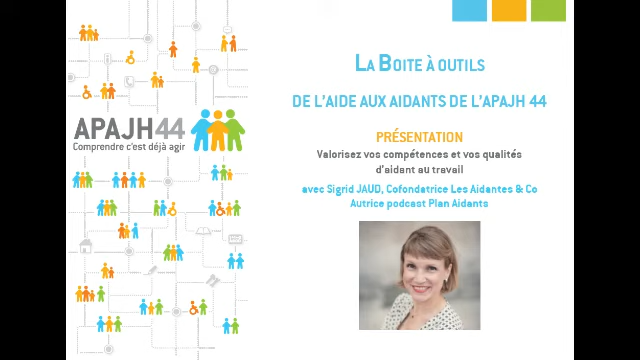 APAJH44
Comprendre c'est déjà agir
LA BOITE À OUTILS
DE L'AIDE AUX AIDANTS DE L'APAJH 44
PRÉSENTATION
Valorisez vos compétences et vos qualités
d'aidant au travail
avec Sigrid JAUD, Cofondatrice Les Aidantes & Co
Autrice podcast Plan Aidants